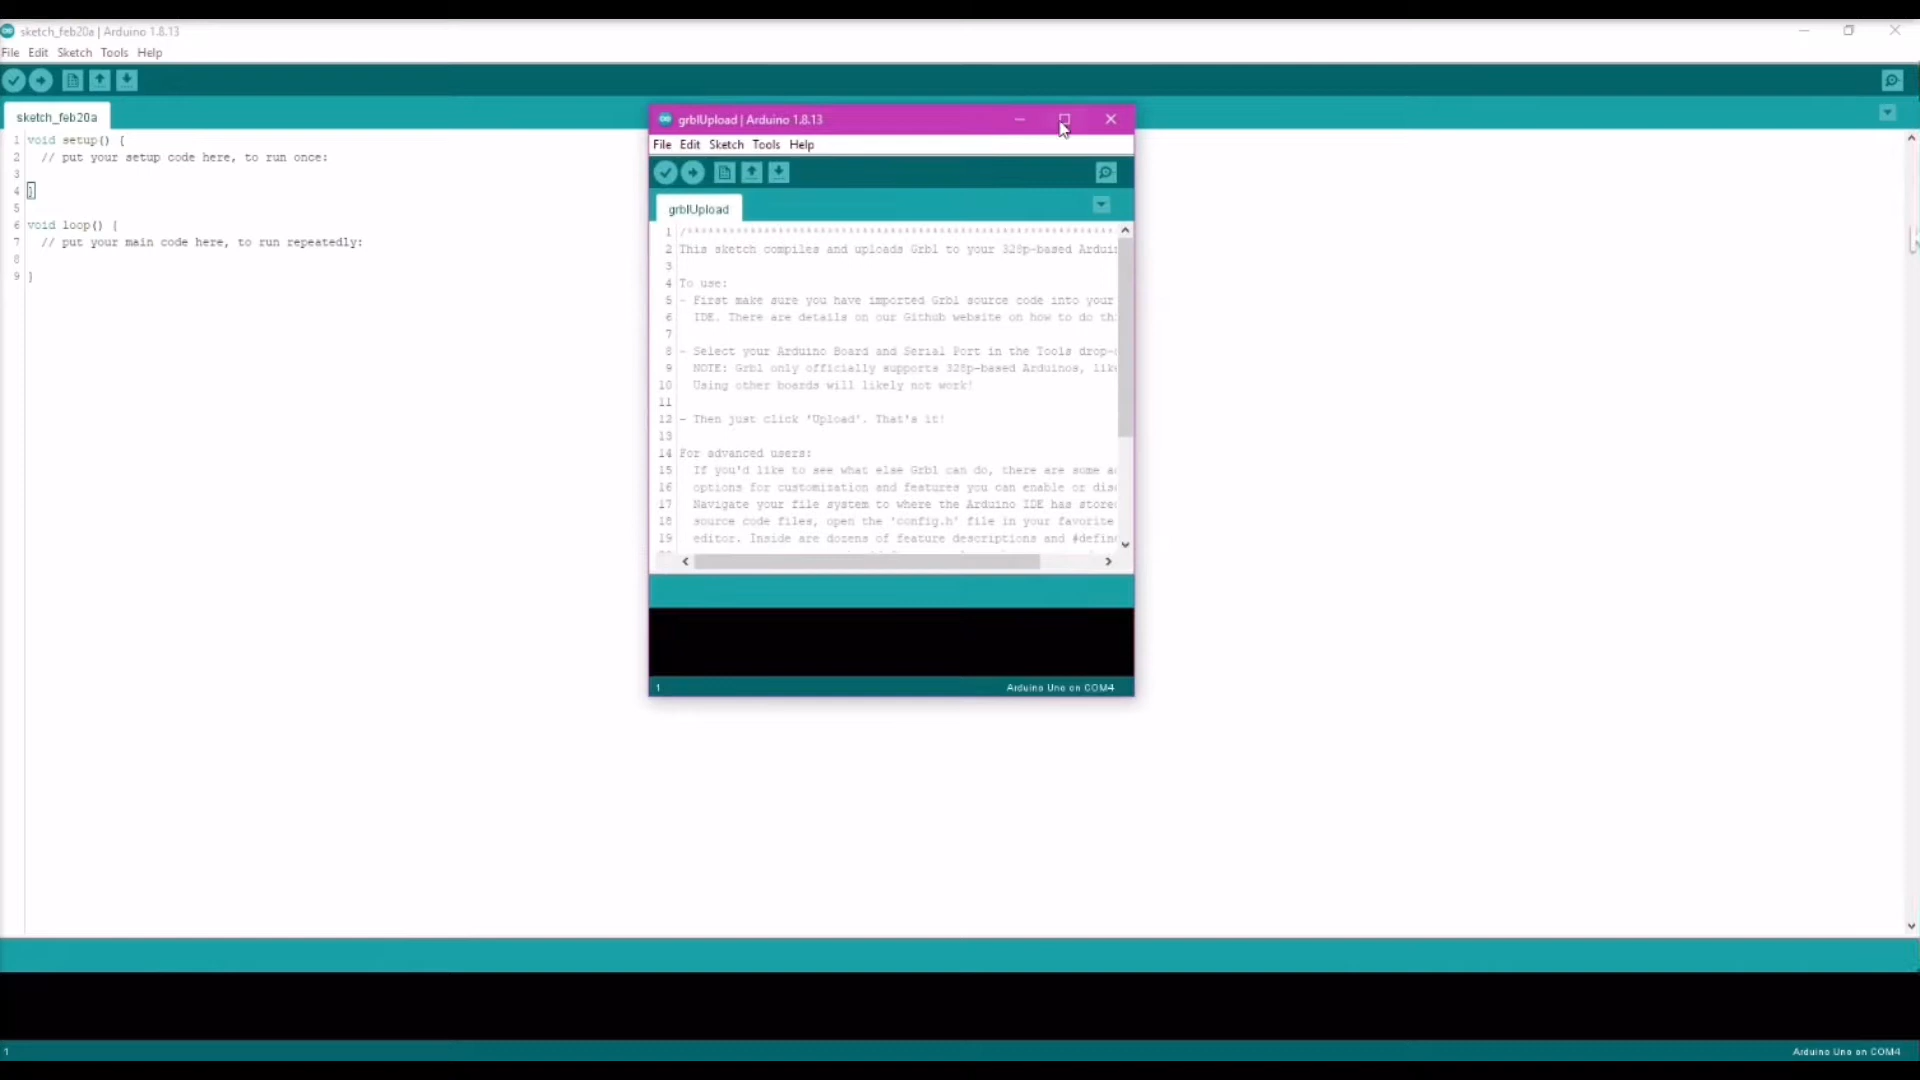 sketch_feb20a | Arduino 1.8.13
File Edit Sketch Tools Help
sketch_feb20a
1 void setup() {
2 // put your setup code here, to run once:
3
4 }
5
6 void loop() {
7 // put your main code here, to run repeatedly:
8
9 }
grblUpload | Arduino 1.8.13
File Edit Sketch Tools Help
grblUpload
1 /***********************************************************
2 This sketch compiles and uploads Grbl to your 328p-based
3
4 To use:
5 - First make sure you have imported Grbl source code into your
6 IDE. There are details on our Github website on how to do
7
8 - Select your Arduino Board and Serial Port in the Tools
9 NOTE: Grbl only officially supports 328p-based Arduinos,
10 Using other boards will likely not work!
11
12 - Then just click 'Upload'. That's it!
13
14 For advanced users:
15 If you'd like to see what else Grbl can do, there are some
16 options for customization and features you can enable or
17 Navigate your file system to where the Arduino IDE has
18 source code files, open the 'config.h' file in your favorite
19 editor. Inside are dozens of feature descriptions and
1
Arduino Uno on COM4
1
Arduino Uno on COM4